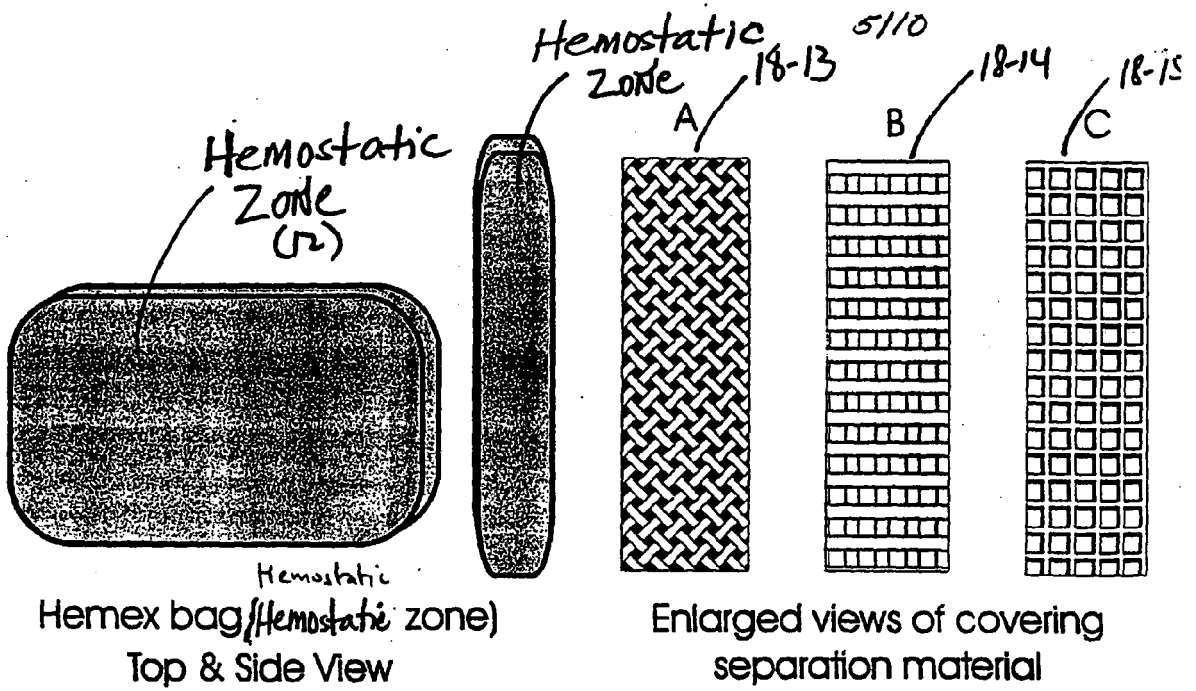 5/10
Hemostatic
Zone
18-13
18-14
A
B
C
Hemostatic
Zone
(12)
Hemostatic
Hemex bag (Hemostatic zone)
Top & Side View
Enlarged views of covering
separation material